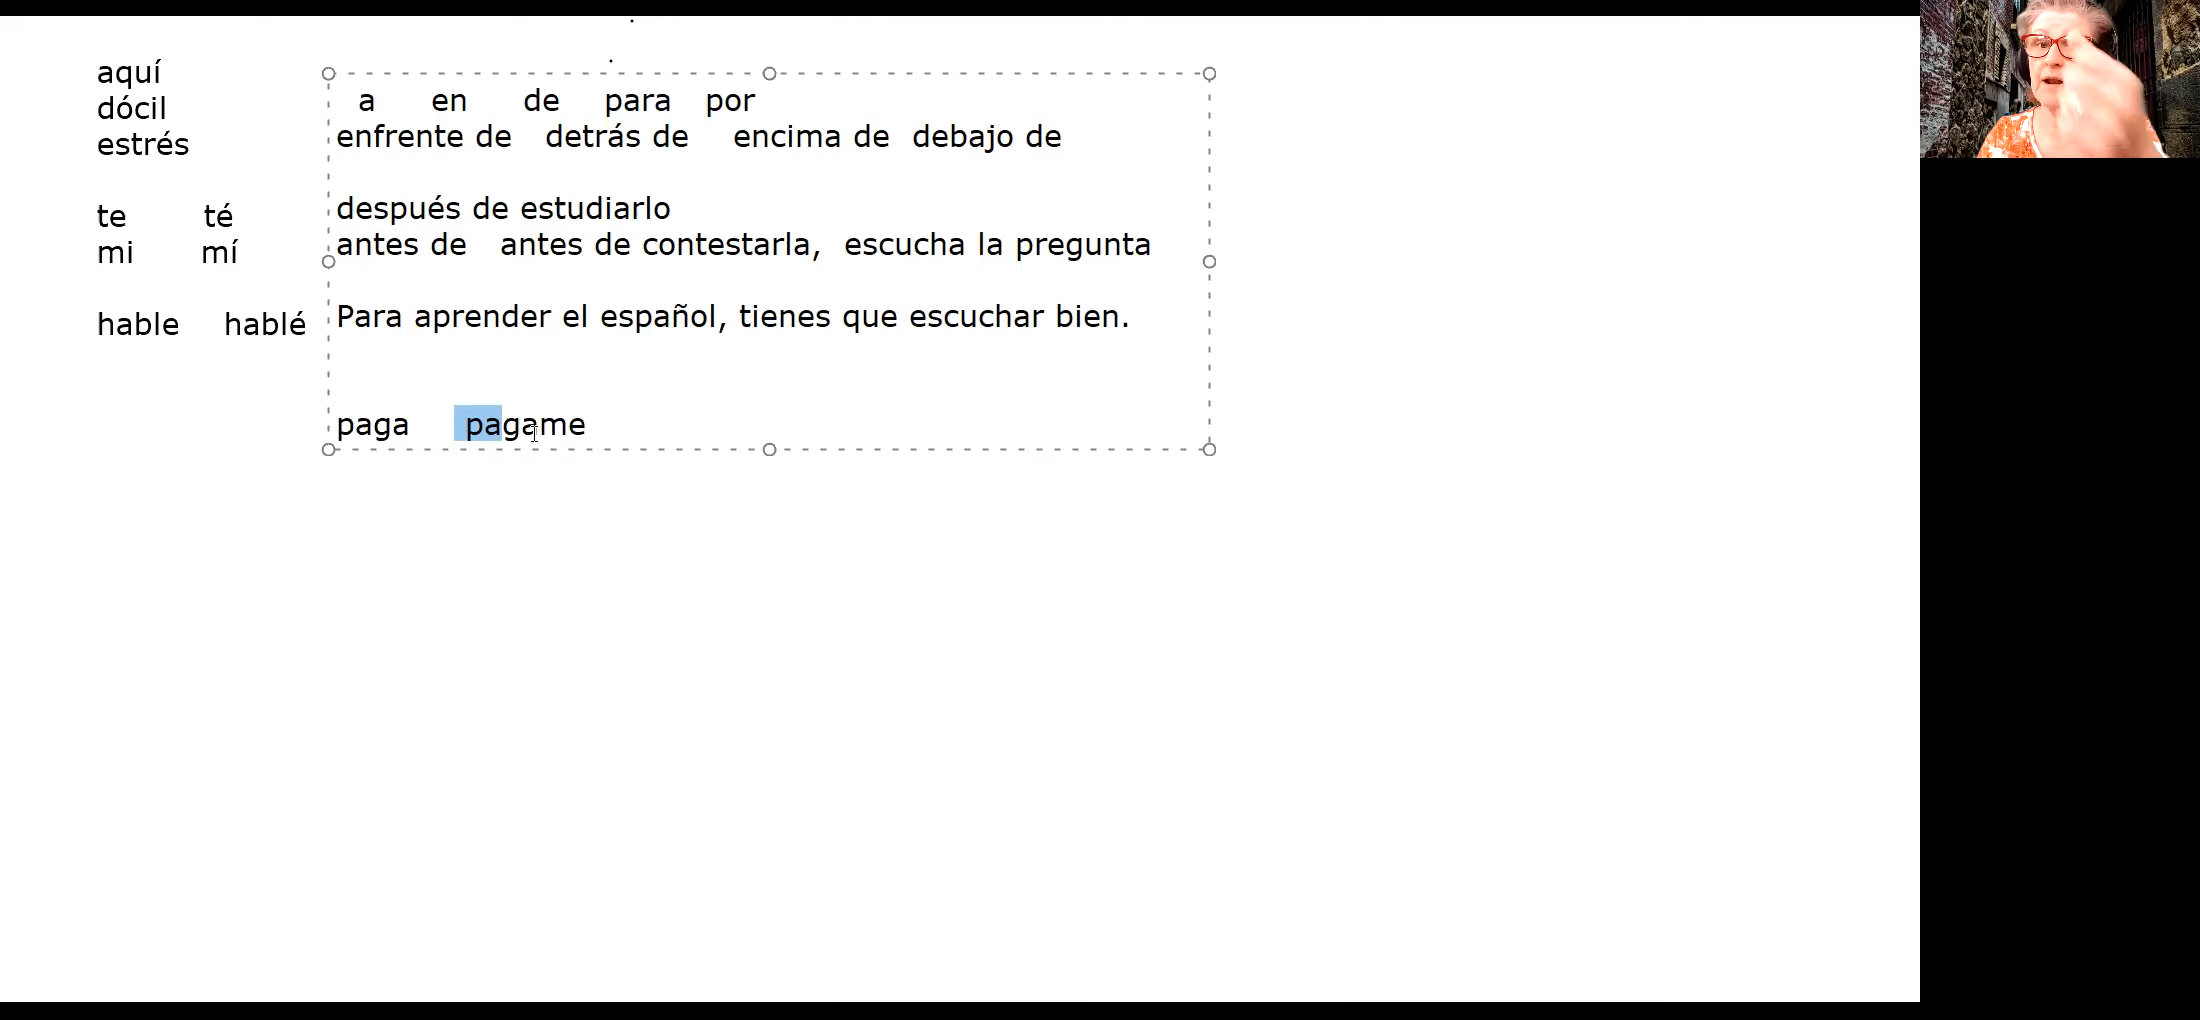 aquí
dócil
estrés
te té
mi mí
hable hablé
a en de para por
enfrente de detrás de encima de debajo de
después de estudiarlo
antes de antes de contestarla, escucha la pregunta
Para aprender el español, tienes que escuchar bien.
paga pagame